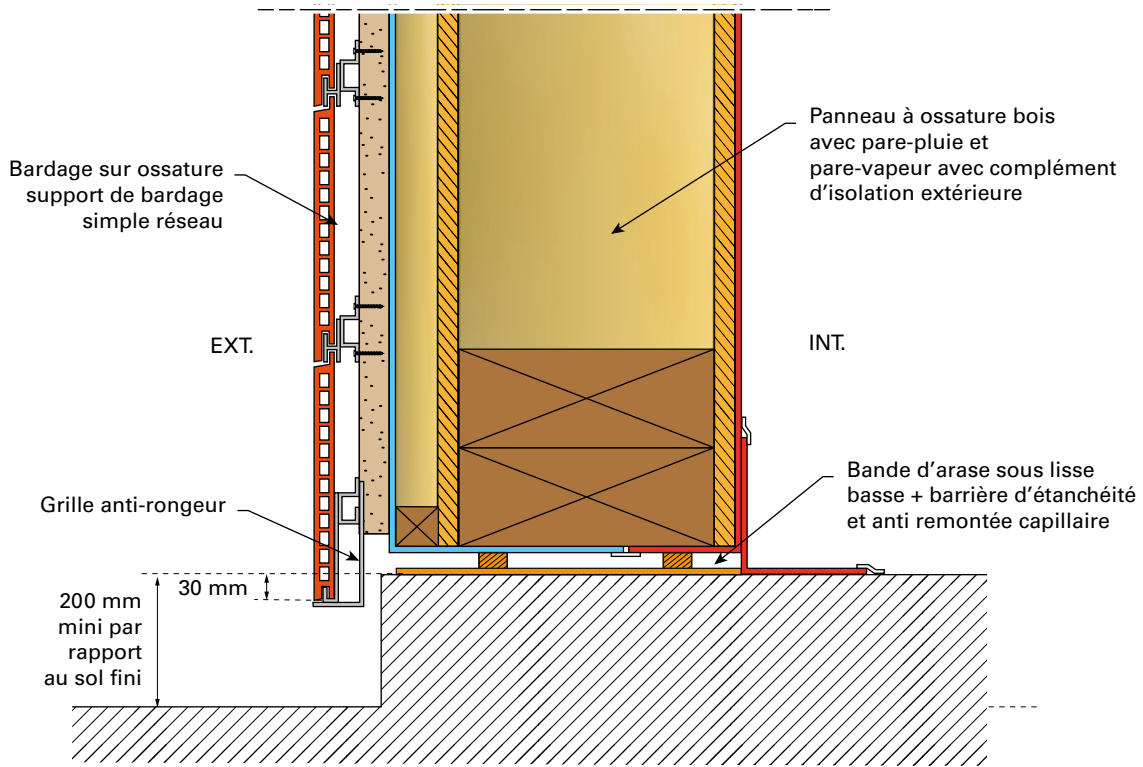 Panneau à ossature bois
avec pare-pluie et
pare-vapeur avec complément
d’isolation extérieure
Bardage sur ossature
support de bardage
simple réseau
EXT.
INT.
Bande d’arase sous lisse
basse + barrière d’étanchéité
et anti remontée capillaire
Grille anti-rongeur
30 mm
200 mm
mini par
rapport
au sol fini